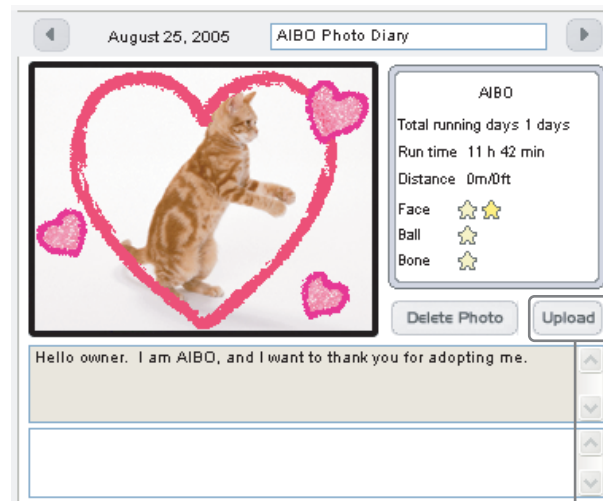 August 25, 2005
AIBO Photo Diary
AIBO
Total running days 1 days
Run time 11 h 42 min
Distance 0m/0ft
Face
Ball
Bone
Delete Photo
Upload
Hello owner. I am AIBO, and I want to thank you for adopting me.